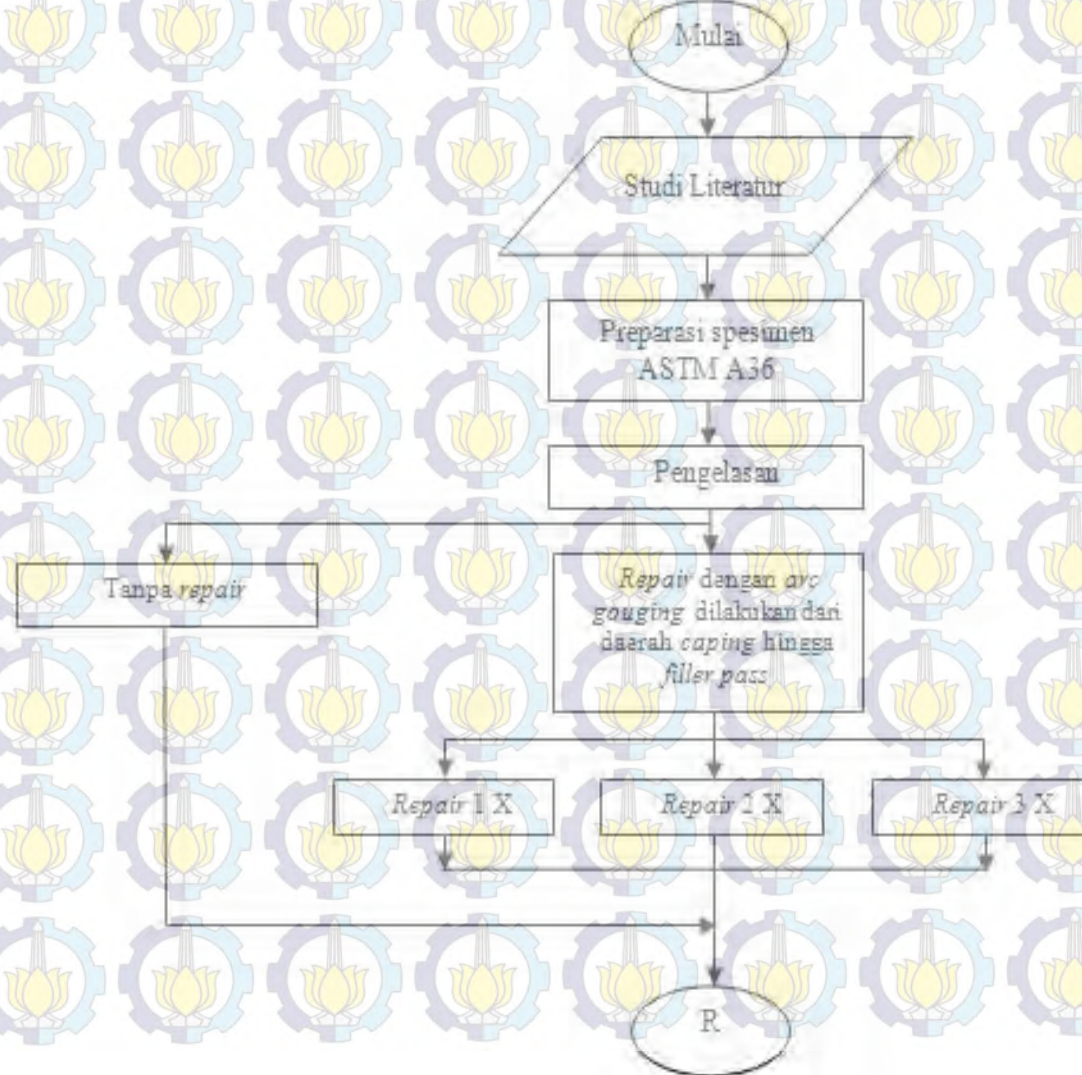 Mulai
Studi Literatur
Preparasi spesimen
ASTM A36
Pengelasan
Tanpa repair
Repair dengan arc
gouging dilakukan dari
daerah caping hingga
filler pass
Repair 1 X
Repair 2 X
Repair 3 X
R